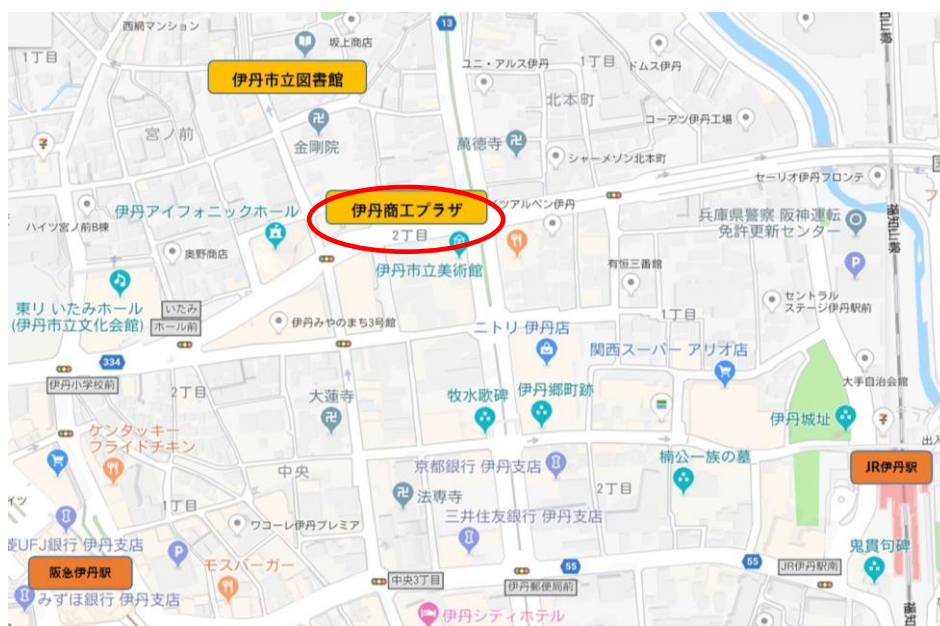 西綱マンション
坂上商店
13
1丁目
伊丹市立図書館
ユニ・アルス伊丹
1丁目
ドムス伊丹
北本町
コーアツ伊丹工場
宮ノ前
金剛院
萬徳寺
シャーメゾン北本町
セーリオ伊丹フロンテ
伊丹アイフォニックホール
伊丹商工プラザ
イツアルペン伊丹
兵庫県警察 阪神運転
免許更新センター
福知山線
ハイツ宮ノ前B棟
2丁目
奥野商店
伊丹市立美術館
有恒三番館
P
東リ いたみホール
(伊丹市立文化会館)
いたみ
ホール前
伊丹みやのまち3号館
1丁目
セントラル
ステージ伊丹駅前
ニトリ 伊丹店
関西スーパー アリオ店
334
伊丹小学校前
2丁目
大蓮寺
牧水歌碑
伊丹郷町跡
大手自治会館
伊丹城址
ケンタッキー
フライドチキン
中央
京都銀行 伊丹支店
楠公一族の墓
出入
JR伊丹駅
1丁目
法専寺
2丁目
ワコーレ伊丹プレミア
三井住友銀行 伊丹支店
UFJ銀行 伊丹支店
P
鬼貫句碑
阪急伊丹駅
モスバーガー
中央3丁目
55
伊丹郵便局前
55
JR伊丹駅南
みずほ銀行 伊丹支店
伊丹シティホテル
福知